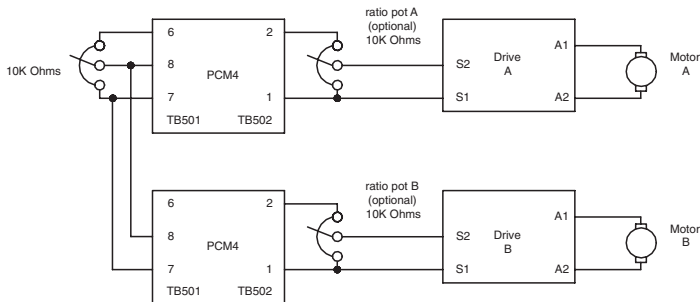 ratio pot A
(optional)
10K Ohms
6
2
A1
Drive
A
Motor
A
10K Ohms
8
PCM4
S2
7
1
S1
A2
TB501
TB502
ratio pot B
(optional)
10K Ohms
6
2
A1
Drive
B
Motor
B
8
PCM4
S2
7
1
S1
A2
TB501
TB502